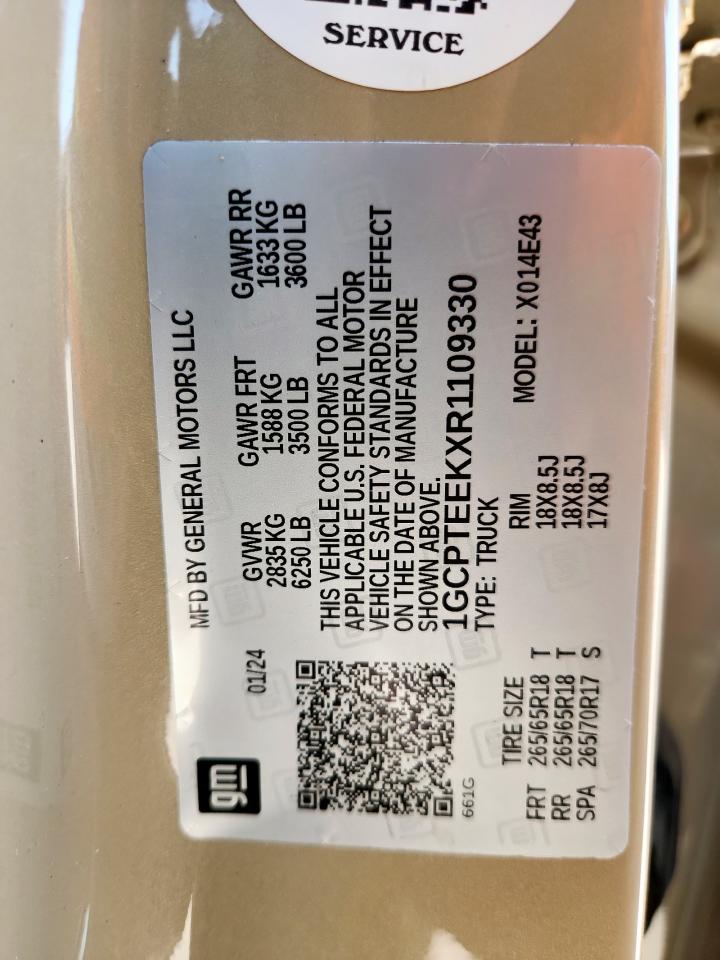 SERVICE
gm
MFD BY GENERAL MOTORS LLC
01/24
GVWR GAWR FRT GAWR RR
2835 KG 1588 KG 1633 KG
6250 LB 3500 LB 3600 LB
THIS VEHICLE CONFORMS TO ALL
APPLICABLE U.S. FEDERAL MOTOR
VEHICLE SAFETY STANDARDS IN EFFECT
ON THE DATE OF MANUFACTURE
SHOWN ABOVE.
1GCPTEEKXR1109330
661G
TYPE: TRUCK
MODEL: X014E43
TIRE SIZE RIM
FRT 265/65R18 T 18X8.5J
RR 265/65R18 T 18X8.5J
SPA 265/70R17 S 17X8J